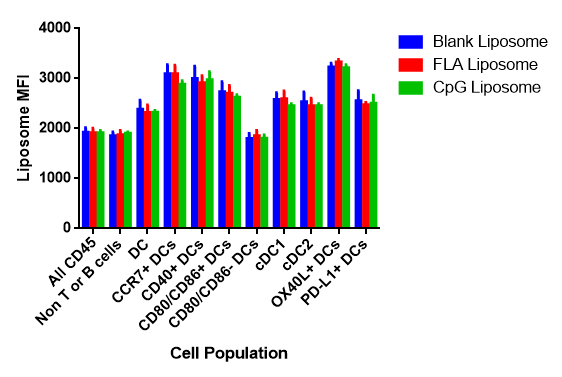 4000
3000
2000
1000
0
Liposome MFI
All CD45
Non T or B cells
DC
CCR7+ DCs
CD40+ DCs
CD80/CD86+ DCs
CD80/CD86- DCs
cDC1
cDC2
OX40L+ DCs
PD-L1+ DCs
Cell Population
Blank Liposome
FLA Liposome
CpG Liposome